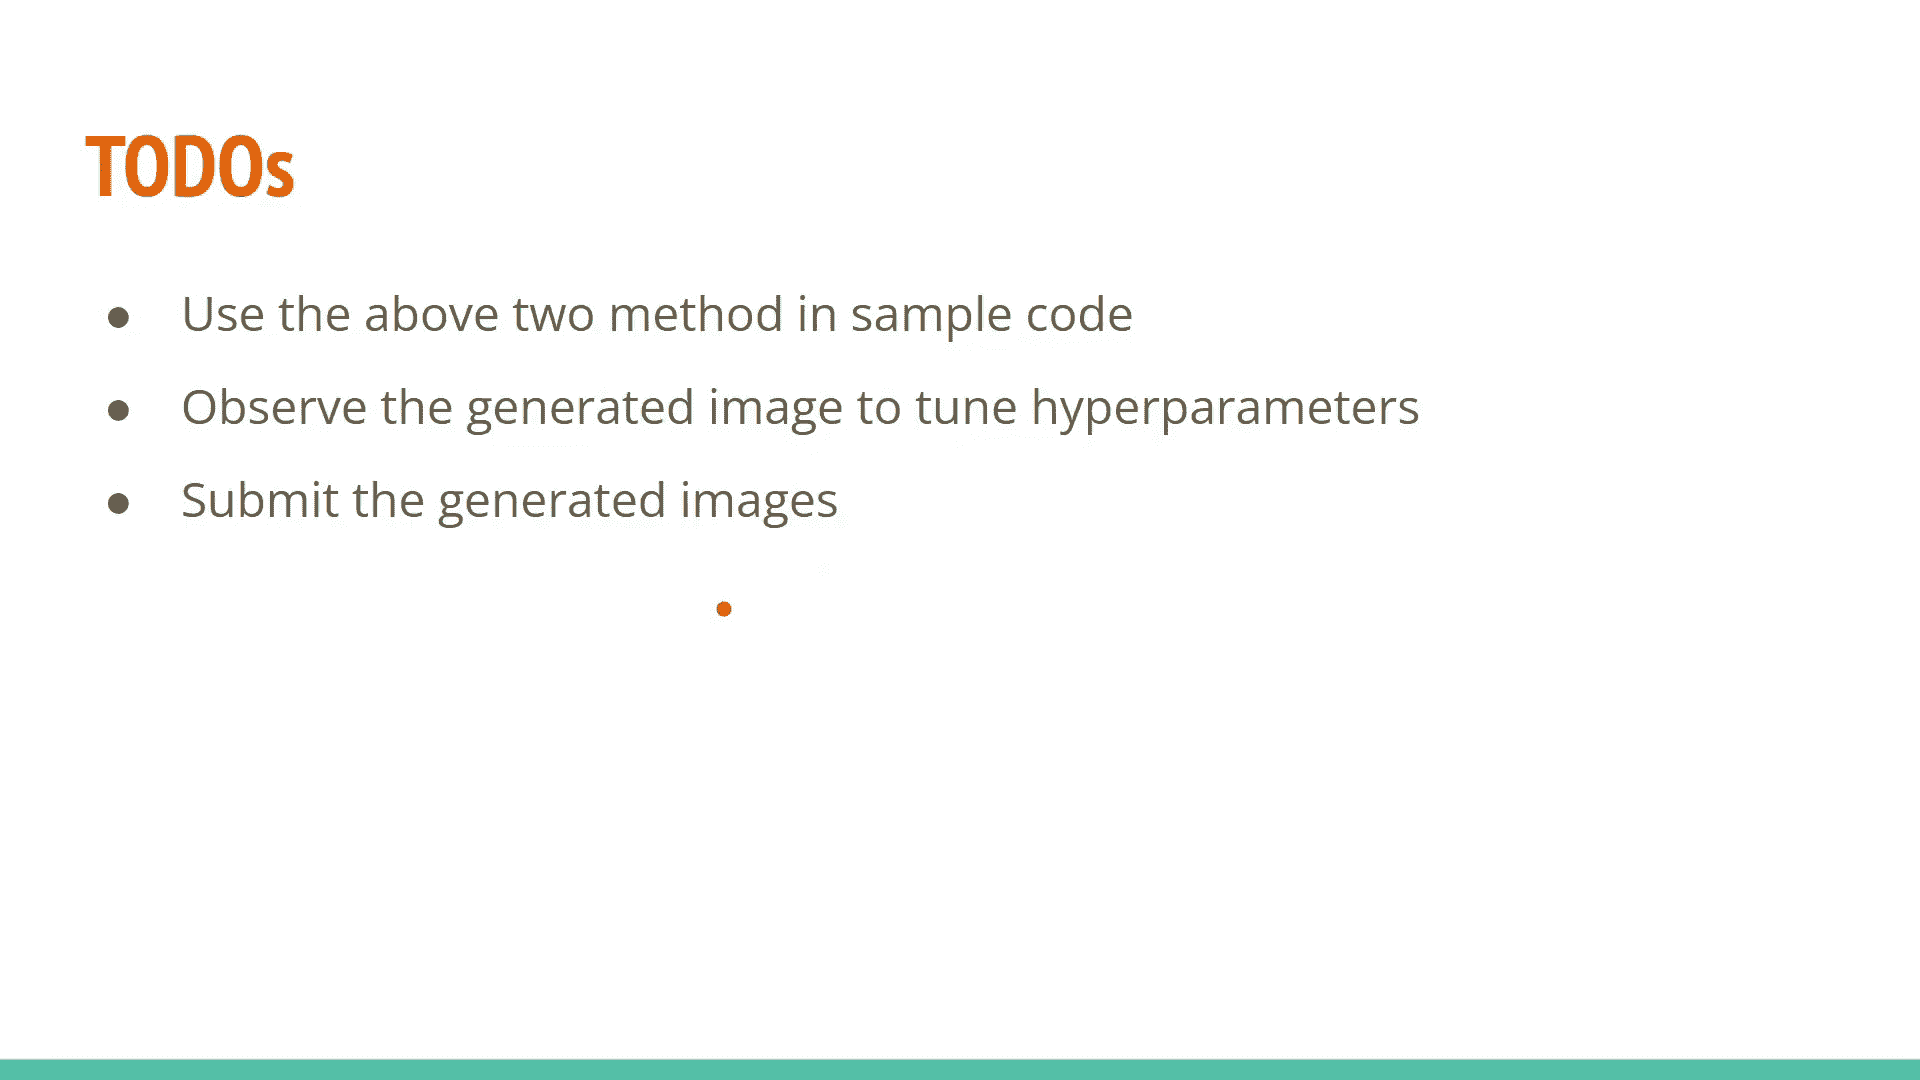 TODOs
● Use the above two method in sample code
● Observe the generated image to tune hyperparameters
● Submit the generated images